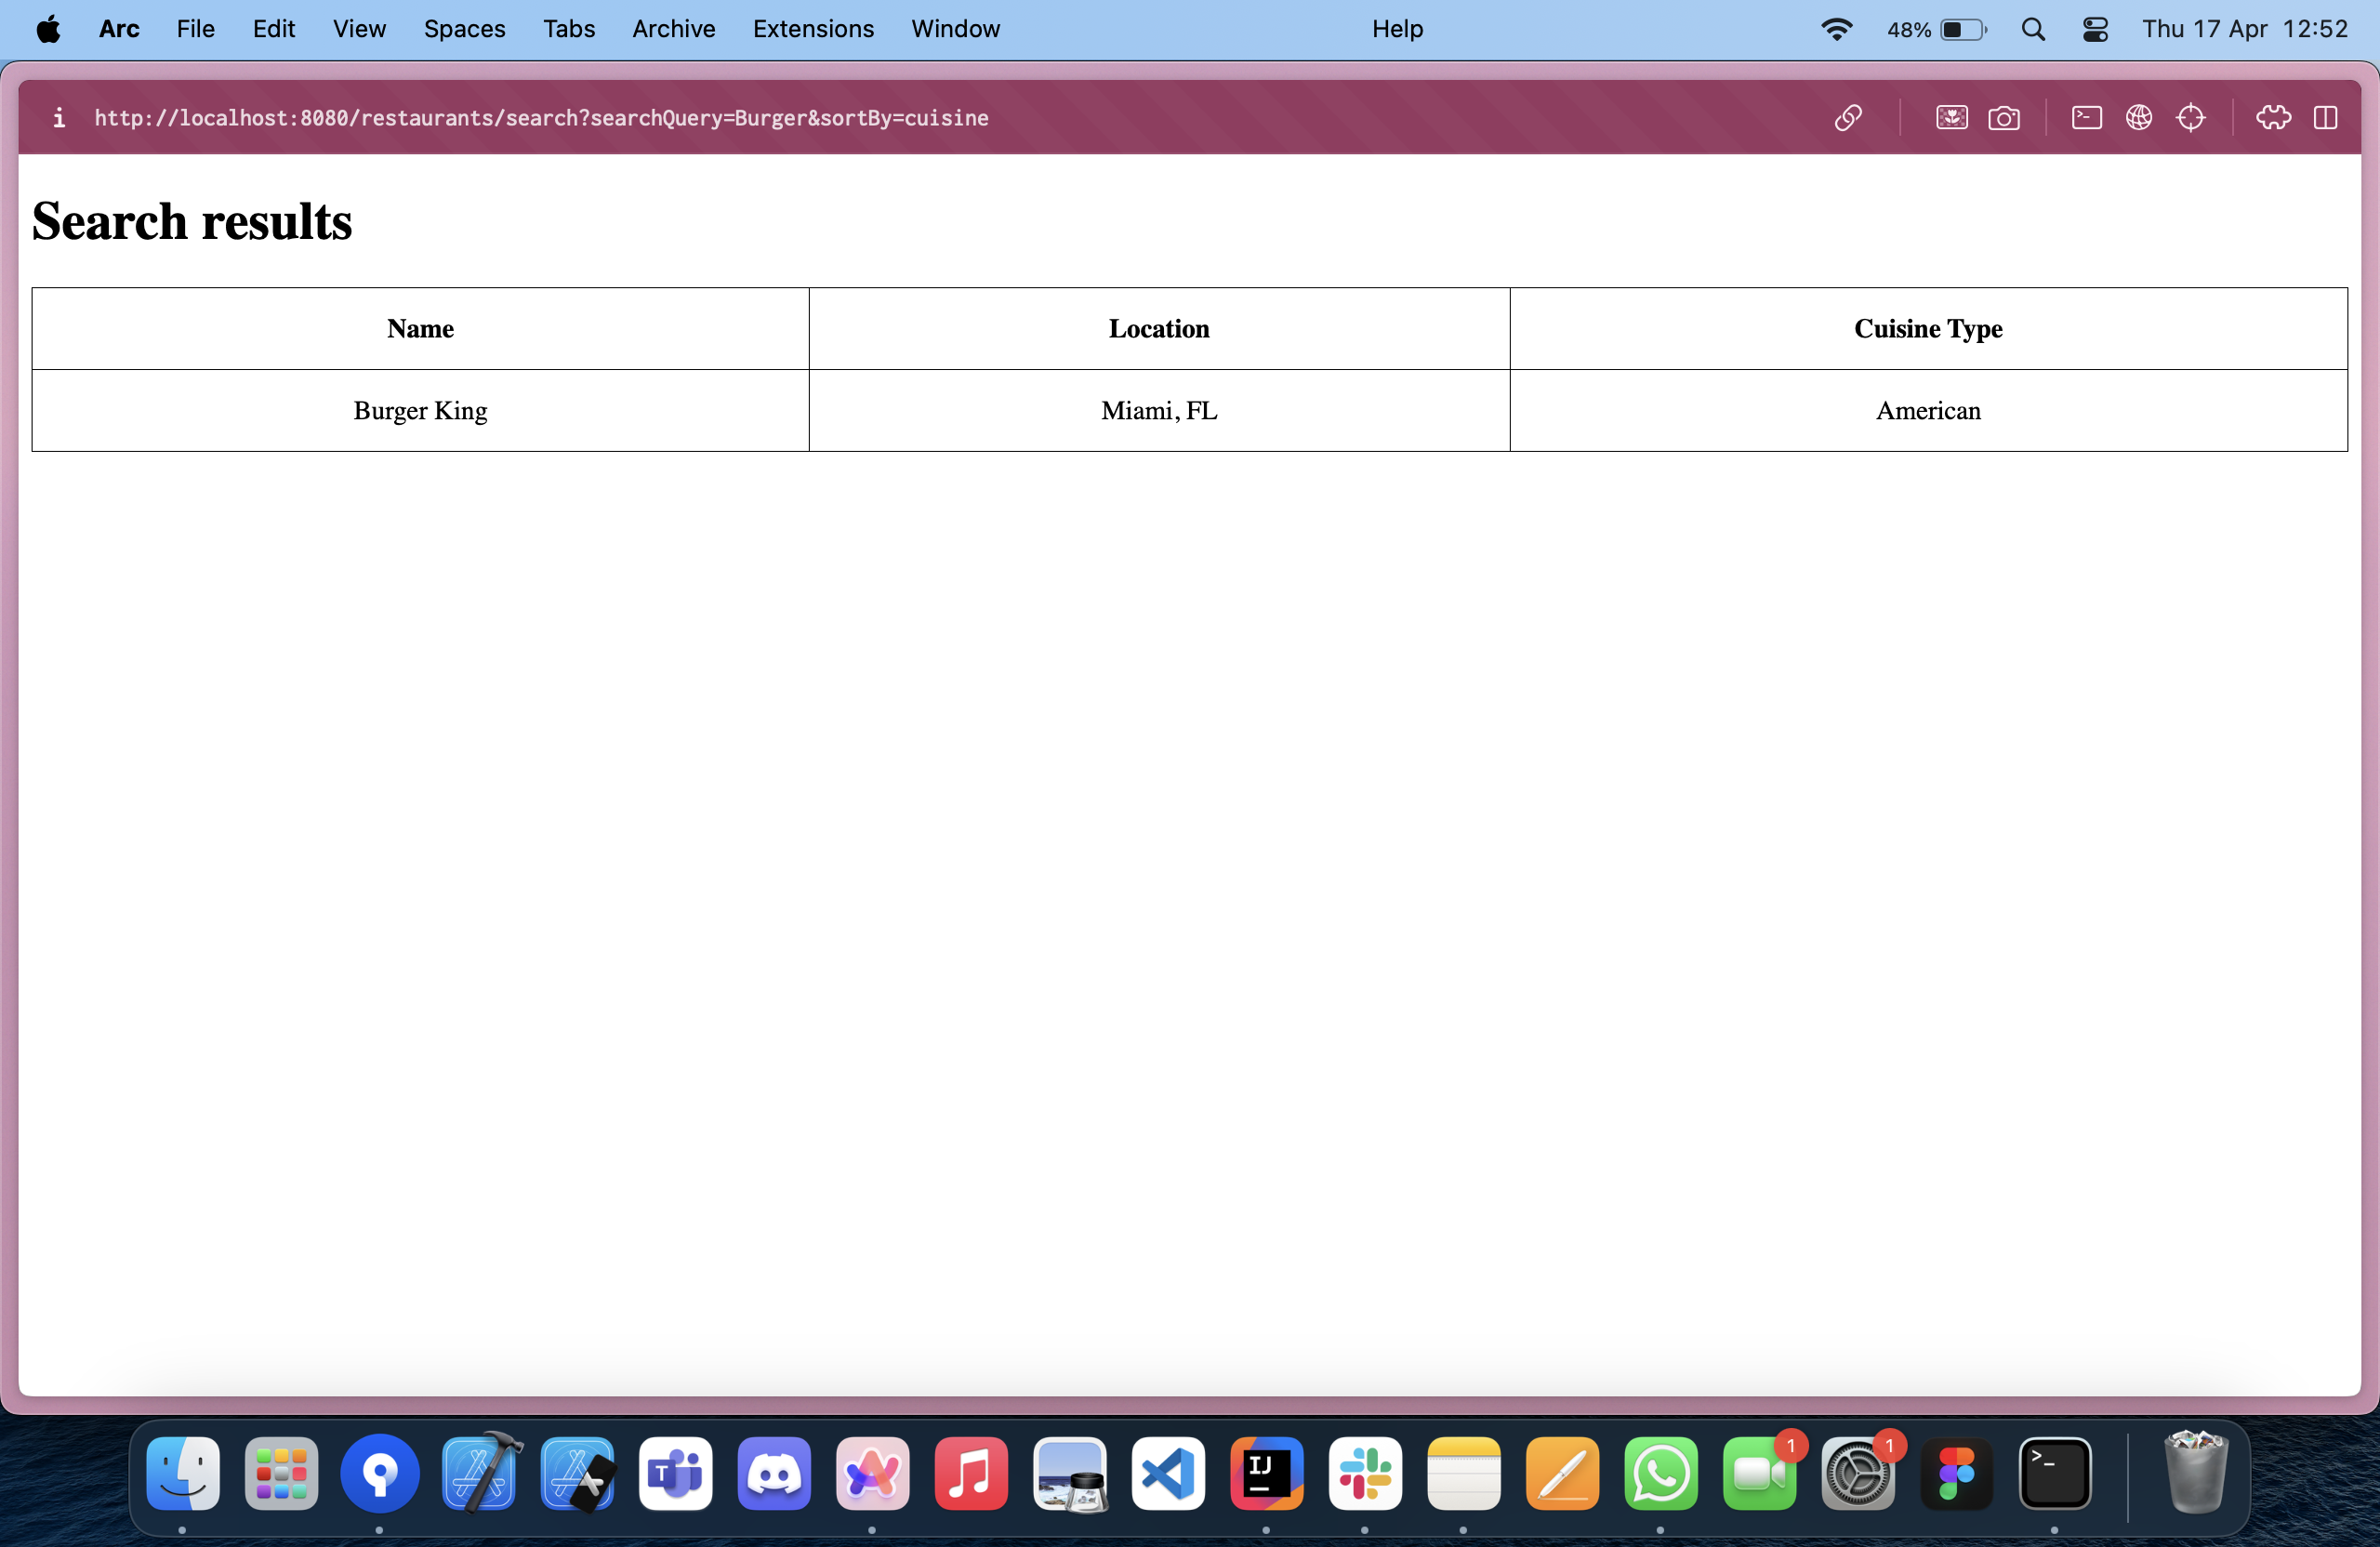 Arc File Edit View Spaces Tabs Archive Extensions Window Help 48% Thu 17 Apr 12:52
i http://localhost:8080/restaurants/search?searchQuery=Burger&sortBy=cuisine
Search results
Name Location Cuisine Type
Burger King Miami, FL American
T IJ 1 1 >_